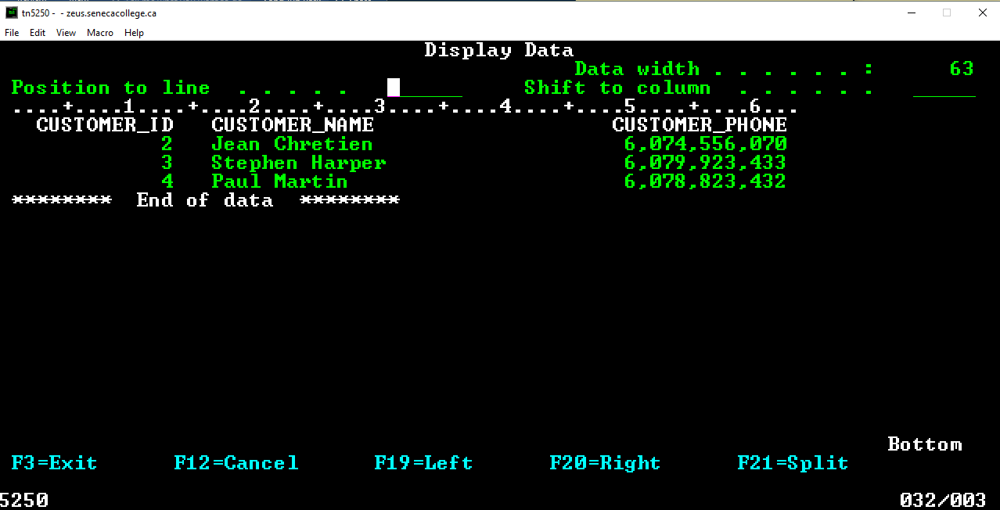 tn5250 - - zeus.senecacollege.ca
File Edit View Macro Help
Display Data
Data width . . . . . . : 63
Position to line . . . . . Shift to column . . . . . .
....+....1....+....2....+....3....+....4....+....5....+....6...
CUSTOMER_ID CUSTOMER_NAME CUSTOMER_PHONE
2 Jean Chretien 6,074,556,070
3 Stephen Harper 6,079,923,433
4 Paul Martin 6,078,823,432
******** End of data ********
Bottom
F3=Exit F12=Cancel F19=Left F20=Right F21=Split
5250 032/003